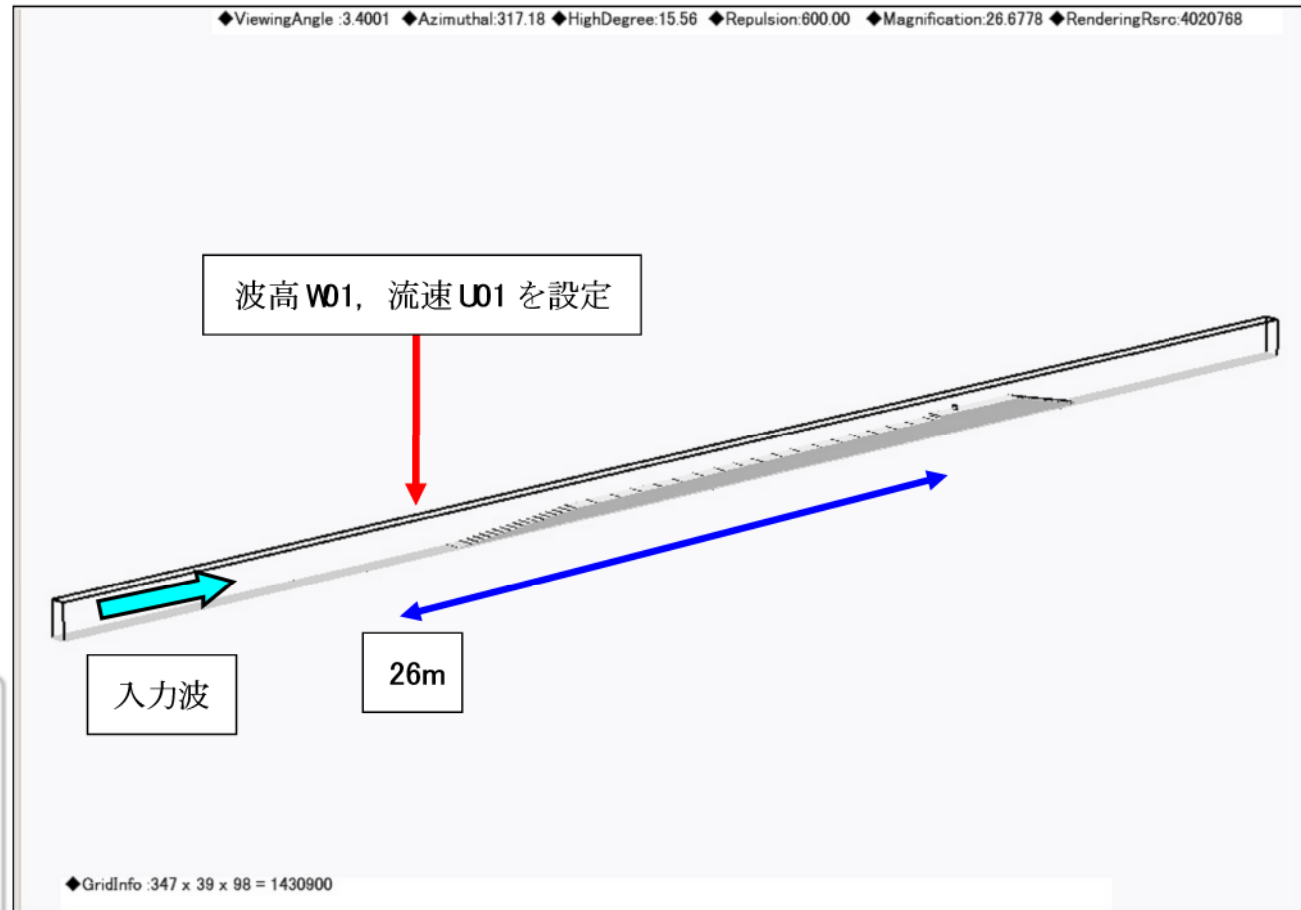 ◆ViewingAngle :3.4001 ◆Azimuthal:317.18 ◆HighDegree:15.56 ◆Repulsion:600.00 ◆Magnification:26.6778 ◆RenderingRsrc:4020768
波高 W01, 流速 U01 を設定
26m
入力波
◆GridInfo :347 x 39 x 98 = 1430900